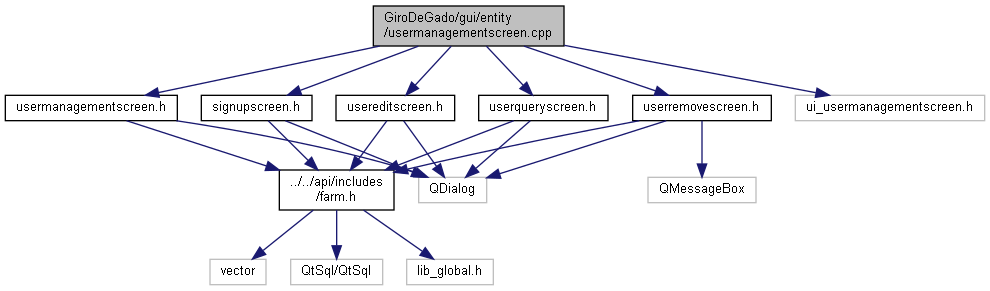 GiroDeGado/gui/entity
/usermanagementscreen.cpp
usermanagementscreen.h
signupscreen.h
usereditscreen.h
userqueryscreen.h
userremovescreen.h
ui_usermanagementscreen.h
../../api/includes
/farm.h
QDialog
QMessageBox
vector
QtSql/QtSql
lib_global.h